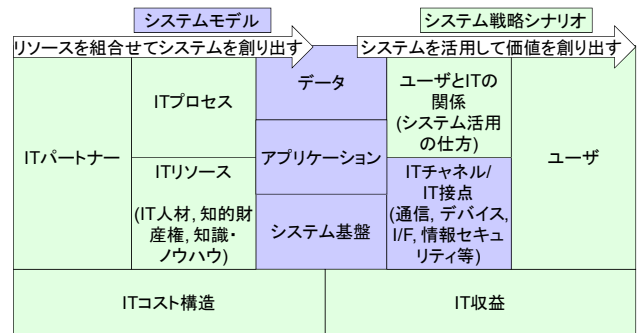 システムモデル
システム戦略シナリオ
リソースを組合せてシステムを創り出す
システムを活用して価値を創り出す
ITパートナー
ITプロセス
ITリソース
(IT人材, 知的財
産権, 知識・
ノウハウ)
データ
アプリケーション
システム基盤
ユーザとITの
関係
(システム活用
の仕方)
ITチャネル/
IT接点
(通信, デバイス,
I/F, 情報セキュ
リティ等)
ユーザ
ITコスト構造
IT収益